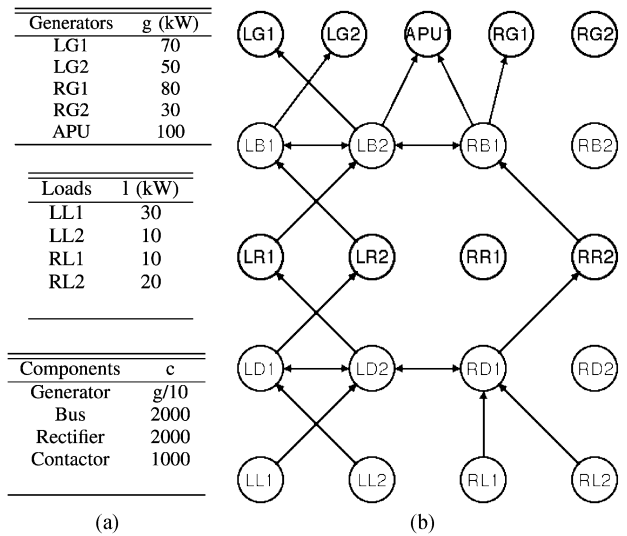 Generators g (kW)
LG1 70
LG2 50
RG1 80
RG2 30
APU 100
Loads l (kW)
LL1 30
LL2 10
RL1 10
RL2 20
Components c
Generator g/10
Bus 2000
Rectifier 2000
Contactor 1000
(a)
LG1 LG2 APU1 RG1 RG2
LB1 LB2 RB1 RB2
LR1 LR2 RR1 RR2
LD1 LD2 RD1 RD2
LL1 LL2 RL1 RL2
(b)